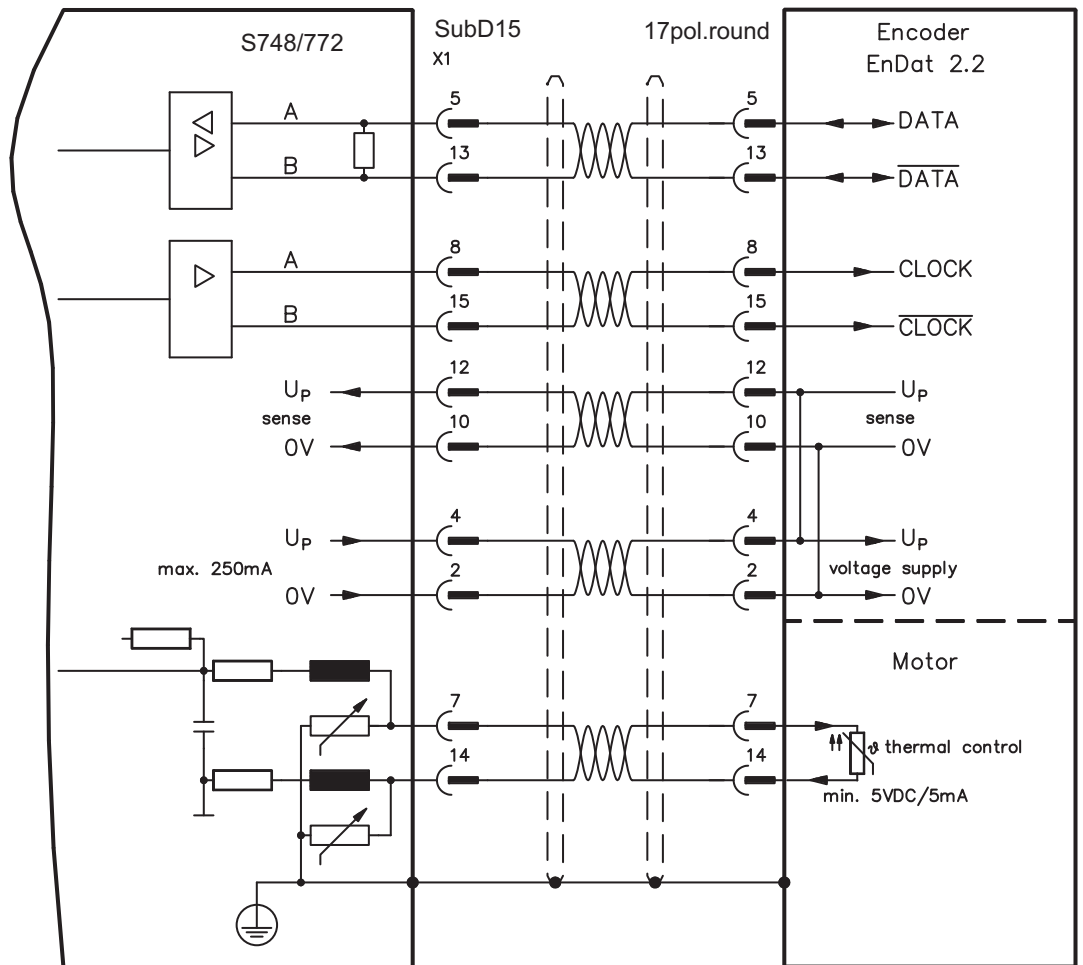 S748/772
SubD15
X1
17pol.round
Encoder
EnDat 2.2
A
5
5
DATA
B
13
13
DATA
A
8
8
CLOCK
B
15
15
CLOCK
UP
12
12
UP
sense
sense
0V
10
10
0V
UP
4
4
UP
max. 250mA
voltage supply
0V
2
2
0V
Motor
7
7
ϑ thermal control
14
14
min. 5VDC/5mA